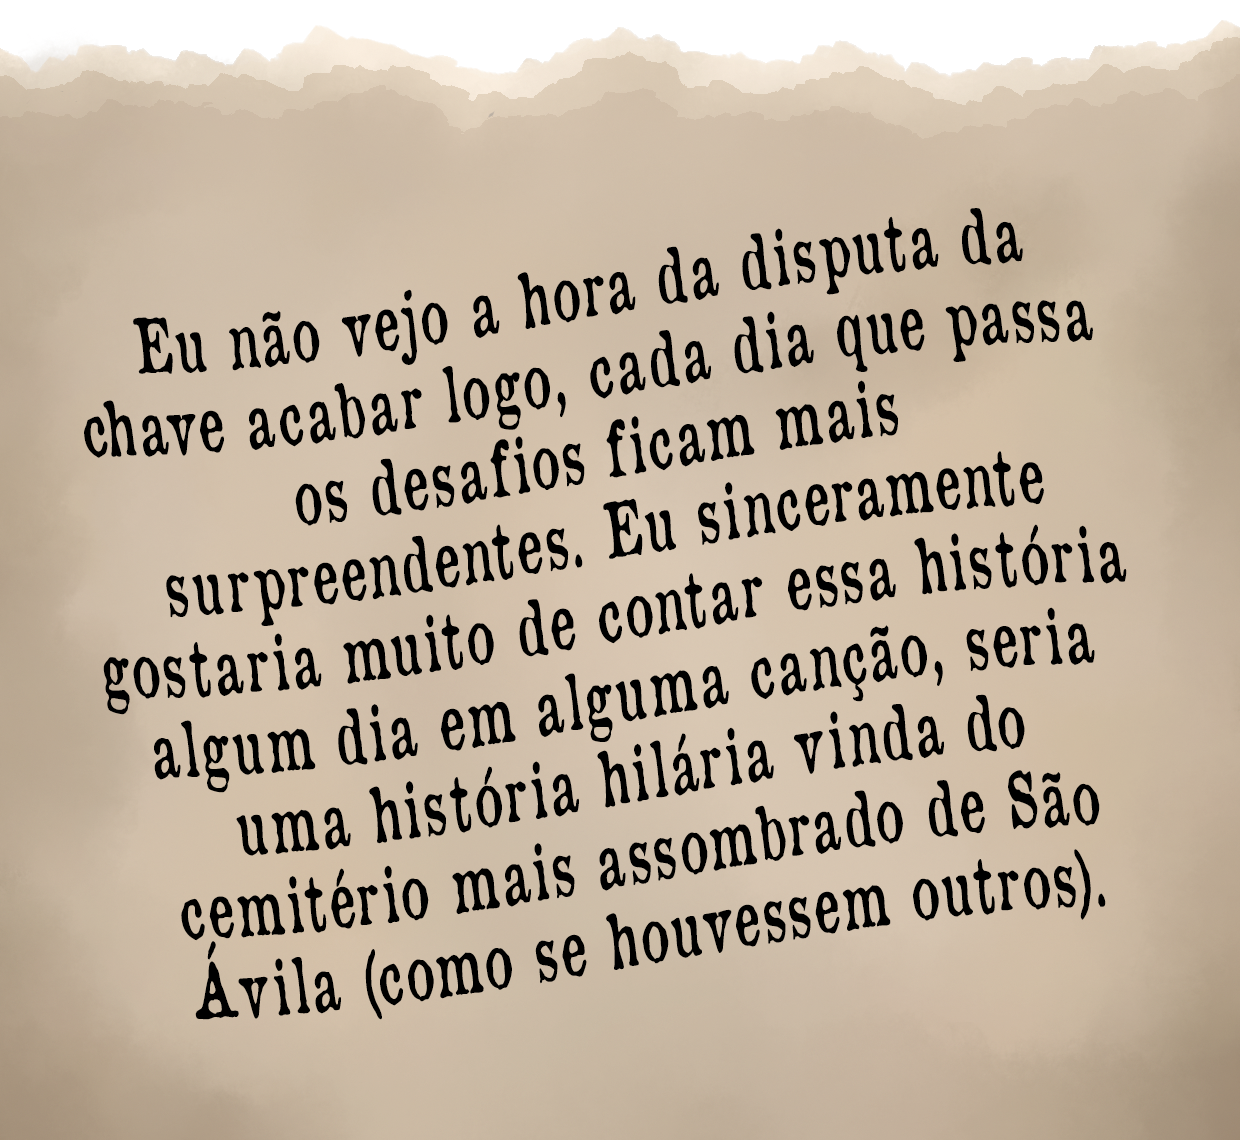 Eu não vejo a hora da disputa da
chave acabar logo, cada dia que passa
os desafios ficam mais
surpreendentes. Eu sinceramente
gostaria muito de contar essa história
algum dia em alguma canção, seria
uma história hilária vinda do
cemitério mais assombrado de São
Ávila (como se houvessem outros).